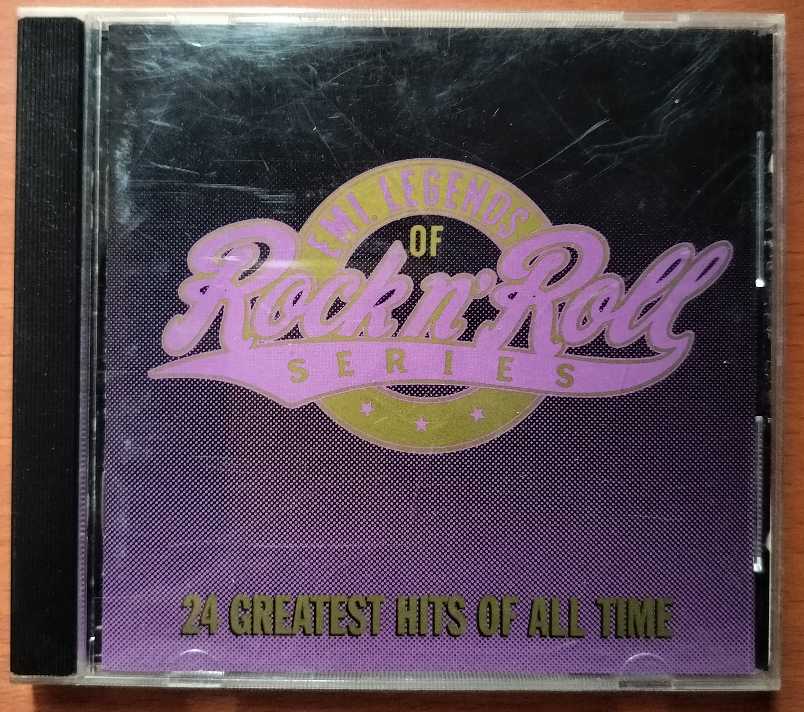 EMI. LEGENDS
OF
Rock n' Roll
SERIES
24 GREATEST HITS OF ALL TIME